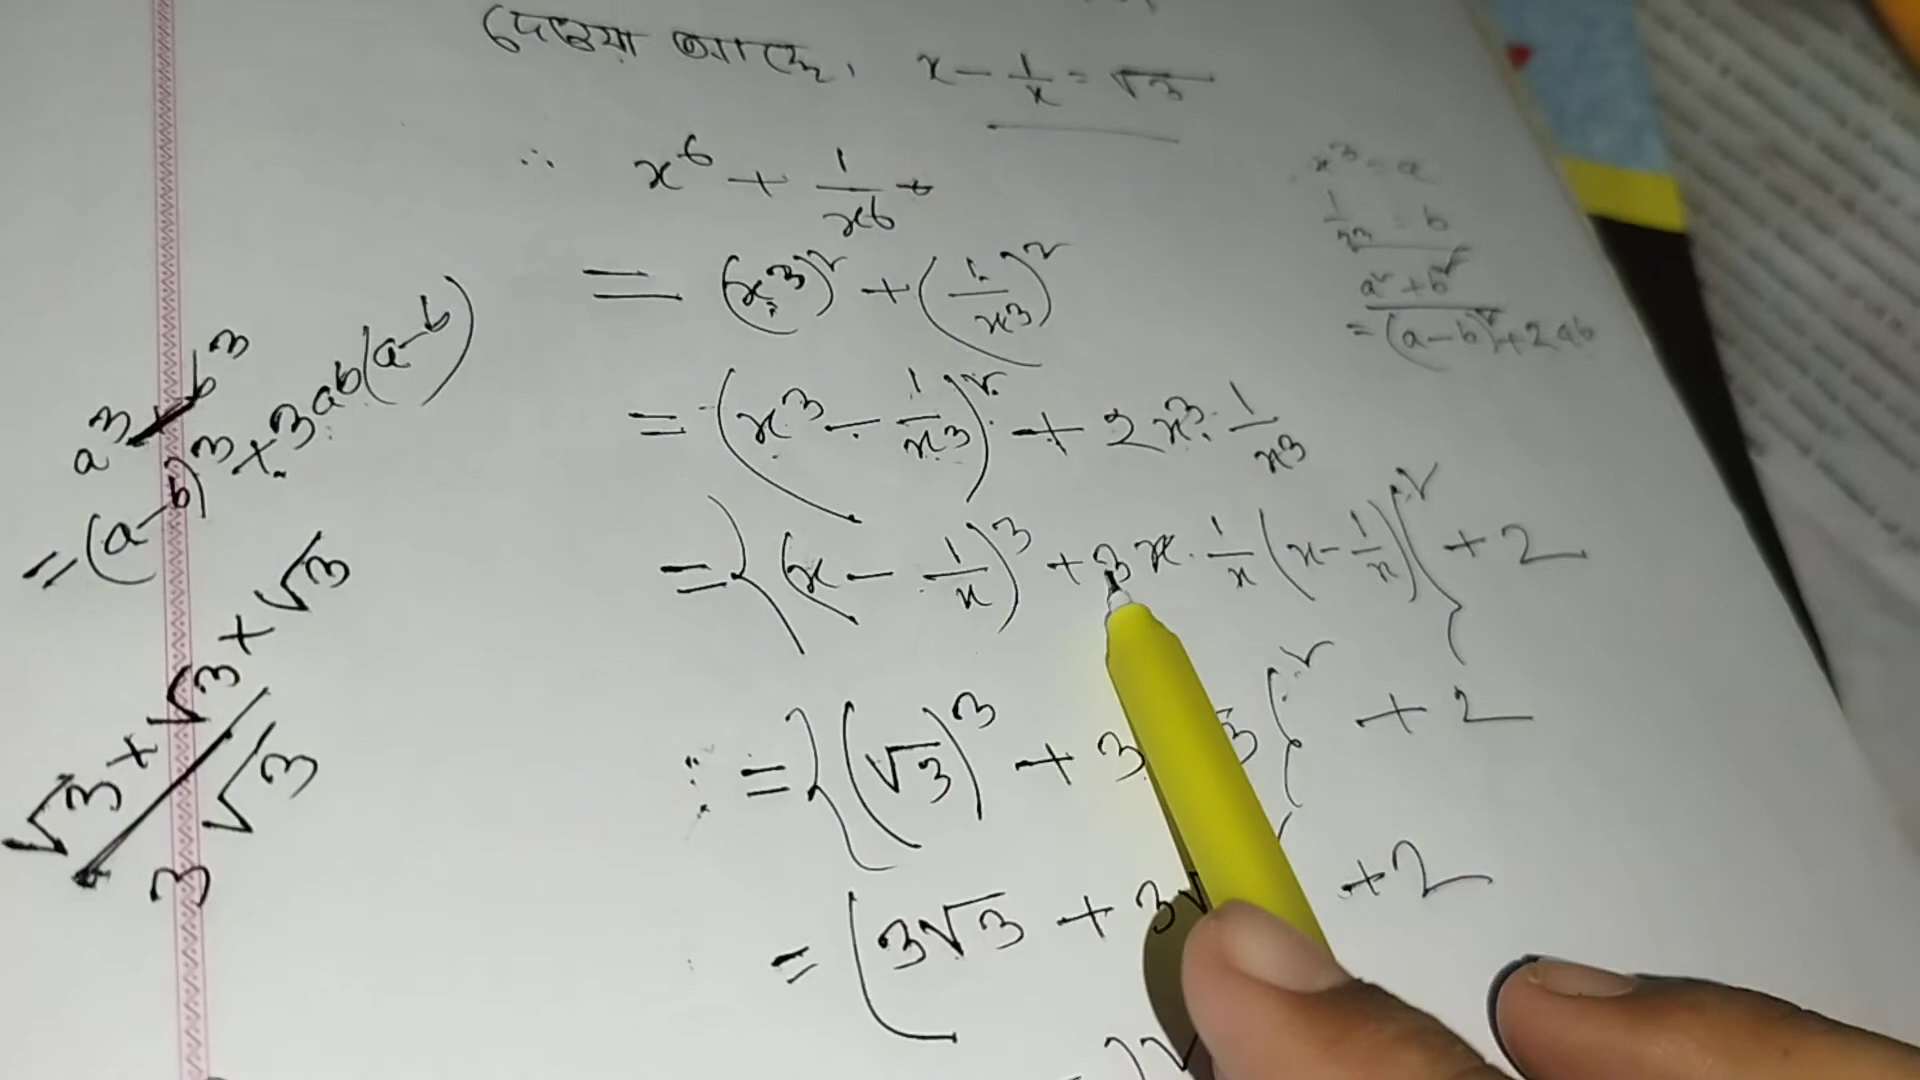 দেওয়া আছে, x - 1/x = √3
∴ x⁶ + 1/x⁶
= (x³)² + (1/x³)²
= (x³ - 1/x³)² + 2x³ · 1/x³
= {(x - 1/x)³ + 3x · 1/x (x - 1/x)}² + 2
= {(√3)³ + 3 3}² + 2
= (3√3 + 3√ + 2
x³ = a
1/x³ = b
a² + b²
= (a-b)² + 2ab
a³ - b³
= (a-b)³ + 3ab(a-b)
√3 × √3 × √3
3√3